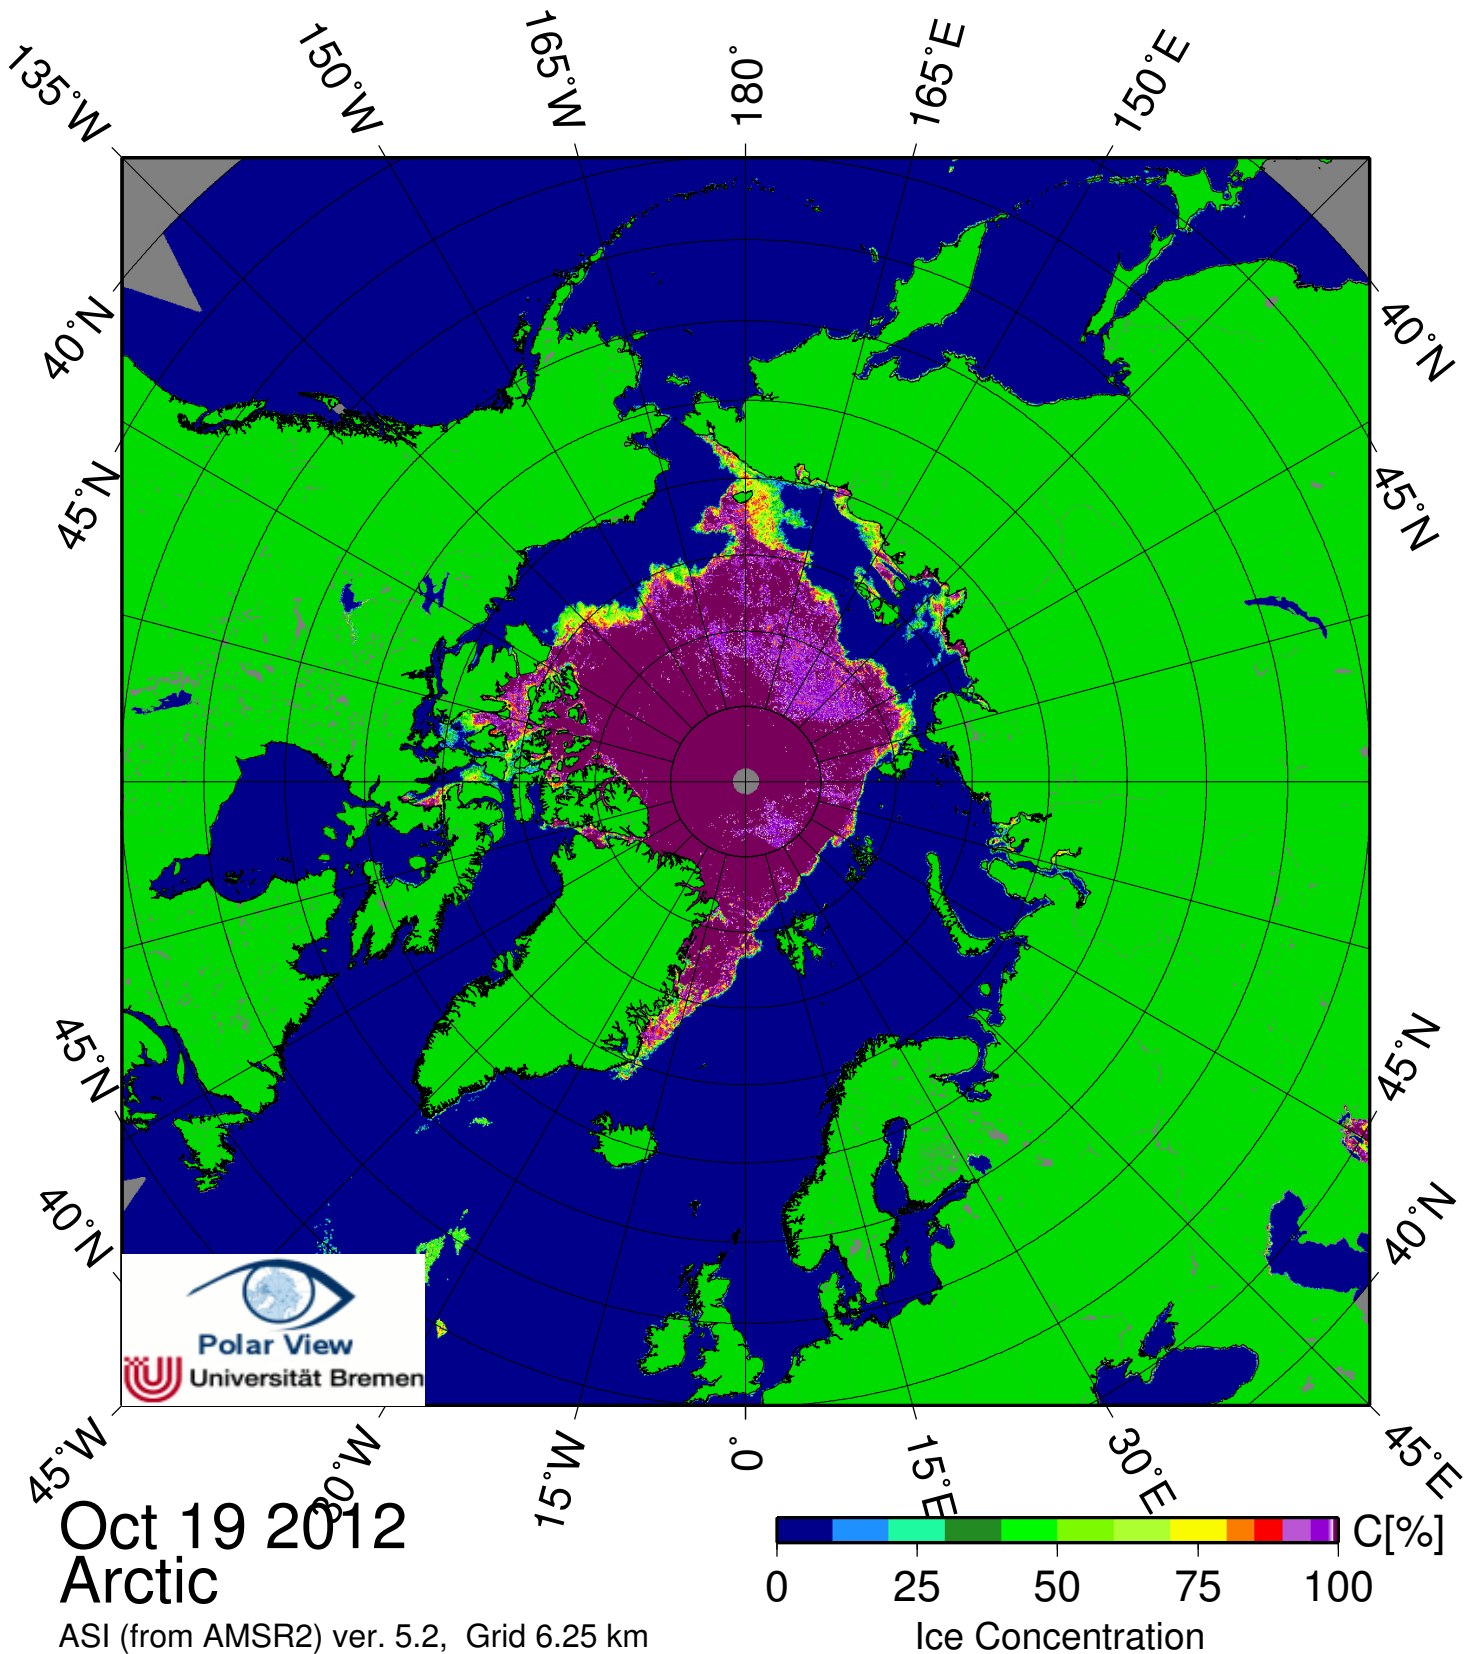 135°W
150°W
165°W
180°
165°E
150°E
40°N
40°N
45°N
45°N
45°N
45°N
40°N
40°N
Polar View
Universität Bremen
45°W
30°W
15°W
0°
15°E
30°E
45°E
Oct 19 2012
Arctic
ASI (from AMSR2) ver. 5.2, Grid 6.25 km
C[%]
0 25 50 75 100
Ice Concentration